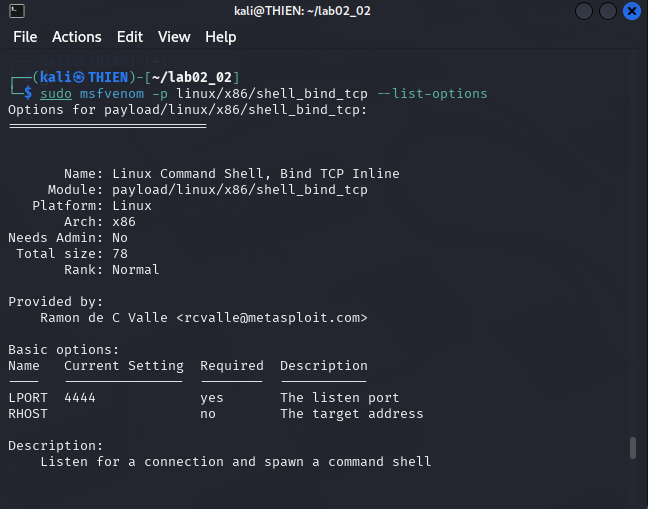 kali@THIEN: ~/lab02_02
File Actions Edit View Help
┌──(kali㉿THIEN)-[~/lab02_02]
└─$ sudo msfvenom -p linux/x86/shell_bind_tcp --list-options
Options for payload/linux/x86/shell_bind_tcp:
=========================
Name: Linux Command Shell, Bind TCP Inline
Module: payload/linux/x86/shell_bind_tcp
Platform: Linux
Arch: x86
Needs Admin: No
Total size: 78
Rank: Normal
Provided by:
Ramon de C Valle <rcvalle@metasploit.com>
Basic options:
Name Current Setting Required Description
---- --------------- -------- -----------
LPORT 4444 yes The listen port
RHOST no The target address
Description:
Listen for a connection and spawn a command shell